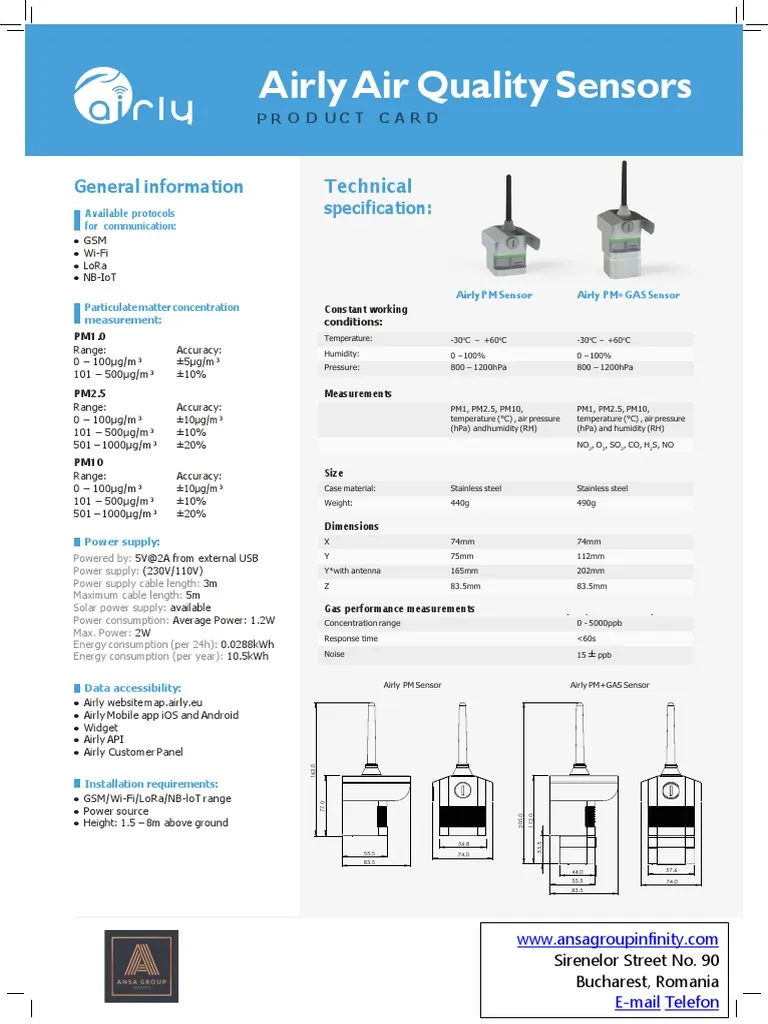 airly
Airly Air Quality Sensors
PRODUCT CARD
General information
Available protocols
for communication:
• GSM
• Wi-Fi
• LoRa
• NB-IoT
Particulate matter concentration
measurement:
PM1.0
Range: Accuracy:
0 – 100µg/m³ ±5µg/m³
101 – 500µg/m³ ±10%
PM2.5
Range: Accuracy:
0 – 100µg/m³ ±10µg/m³
101 – 500µg/m³ ±10%
501 – 1000µg/m³ ±20%
PM10
Range: Accuracy:
0 – 100µg/m³ ±10µg/m³
101 – 500µg/m³ ±10%
501 – 1000µg/m³ ±20%
Power supply:
Powered by: 5V@2A from external USB
Power supply: (230V/110V)
Power supply cable length: 3m
Maximum cable length: 5m
Solar power supply: available
Power consumption: Average Power: 1.2W
Max. Power: 2W
Energy consumption (per 24h): 0.0288kWh
Energy consumption (per year): 10.5kWh
Data accessibility:
• Airly website map.airly.eu
• Airly Mobile app iOS and Android
• Widget
• Airly API
• Airly Customer Panel
Installation requirements:
• GSM/Wi-Fi/LoRa/NB-IoT range
• Power source
• Height: 1.5 – 8m above ground
Technical
specification:
Airly PM Sensor Airly PM+GAS Sensor
Constant working
conditions:
Temperature: -30°C – +60°C -30°C – +60°C
Humidity: 0 – 100% 0 – 100%
Pressure: 800 – 1200hPa 800 – 1200hPa
Measurements
PM1, PM2.5, PM10, PM1, PM2.5, PM10,
temperature (°C) , air pressure temperature (°C) , air pressure
(hPa) and humidity (RH) (hPa) and humidity (RH)
NO₂, O₃, SO₂, CO, H₂S, NO
Size
Case material: Stainless steel Stainless steel
Weight: 440g 490g
Dimensions
X 74mm 74mm
Y 75mm 112mm
Y*with antenna 165mm 202mm
Z 83.5mm 83.5mm
Gas performance measurements
Concentration range 0 - 5000ppb
Response time <60s
Noise 15 ± ppb
Airly PM Sensor Airly PM+GAS Sensor
163.0
77.0
55.5
83.5
56.8
74.0
205.0
112.0
35.5
44.0
55.5
83.5
57.6
74.0
ANSA GROUP
www.ansagroupinfinity.com
Sirenelor Street No. 90
Bucharest, Romania
E-mail Telefon